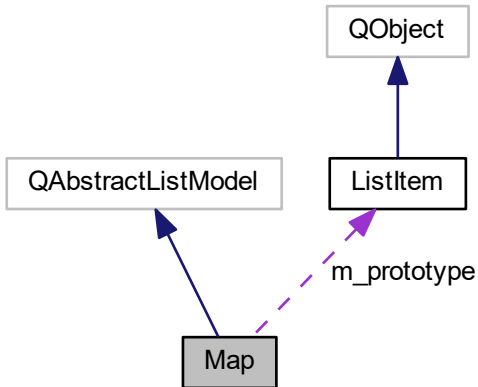 QObject
QAbstractListModel
ListItem
m_prototype
Map